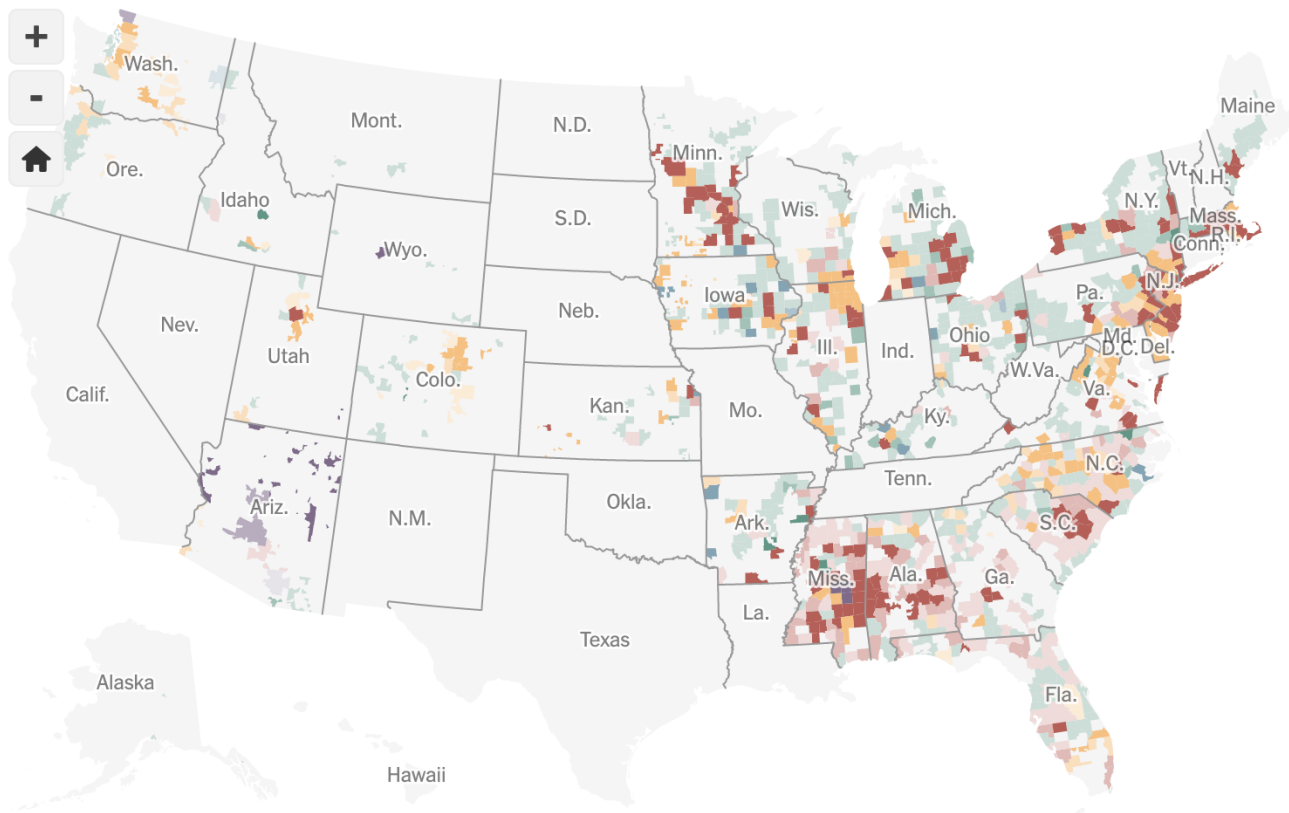 +
-
Wash.
Mont.
N.D.
Minn.
Maine
Ore.
Idaho
S.D.
Wis.
Mich.
N.Y.
Vt.
N.H.
Mass.
R.I.
Conn.
Wyo.
Neb.
Iowa
Pa.
N.J.
Nev.
Utah
Colo.
Ill.
Ind.
Ohio
Md.
D.C.
Del.
W.Va.
Va.
Calif.
Kan.
Mo.
Ky.
N.C.
Tenn.
Ariz.
N.M.
Okla.
Ark.
S.C.
Miss.
Ala.
Ga.
La.
Texas
Alaska
Fla.
Hawaii